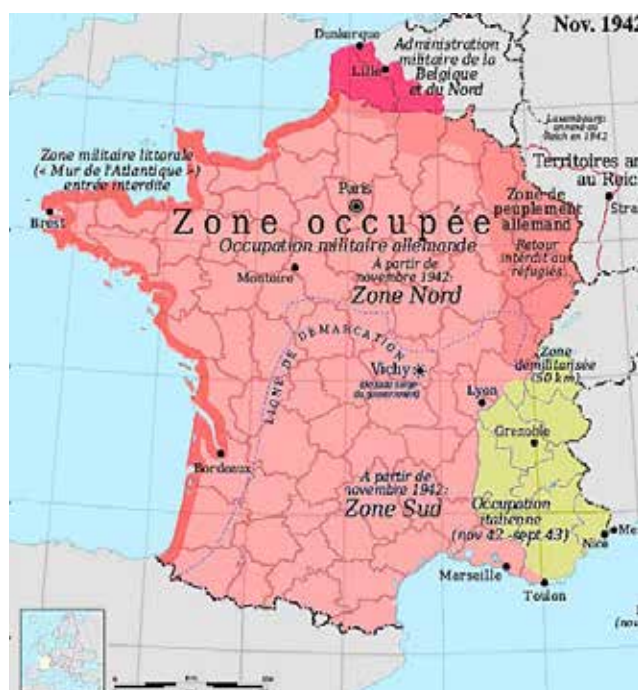 Nov. 1942
Dunkerque
Lille
Administration
militaire de la
Belgique
et du Nord
Luxembourg:
annexé au
Reich en 1942
Territoires an
au Reic
Stra
Zone militaire littorale
(« Mur de l'Atlantique »)
entrée interdite
Brest
Paris
Zone de
peuplement
allemand
Retour
interdit aux
réfugiés
Zone occupée
Occupation militaire allemande
A partir de
novembre 1942:
Zone Nord
Montoire
LIGNE DE DÉMARCATION
Vichy
Zone
démilitarisée
(50 km)
Lyon
Grenoble
Bordeaux
A partir de
novembre 1942:
Zone Sud
Occupation
italienne
(nov 42 -sept 43)
Nice
Me
Marseille
Toulon
(nov